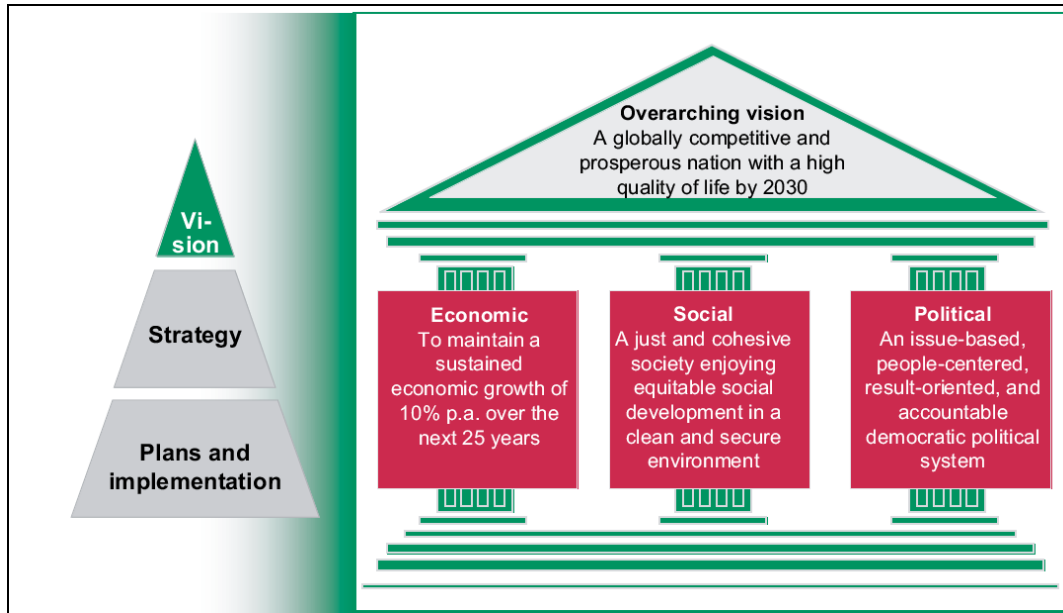 Vi-
sion
Strategy
Plans and
implementation
Overarching vision
A globally competitive and
prosperous nation with a high
quality of life by 2030
Economic
To maintain a
sustained
economic growth of
10% p.a. over the
next 25 years
Social
A just and cohesive
society enjoying
equitable social
development in a
clean and secure
environment
Political
An issue-based,
people-centered,
result-oriented, and
accountable
democratic political
system